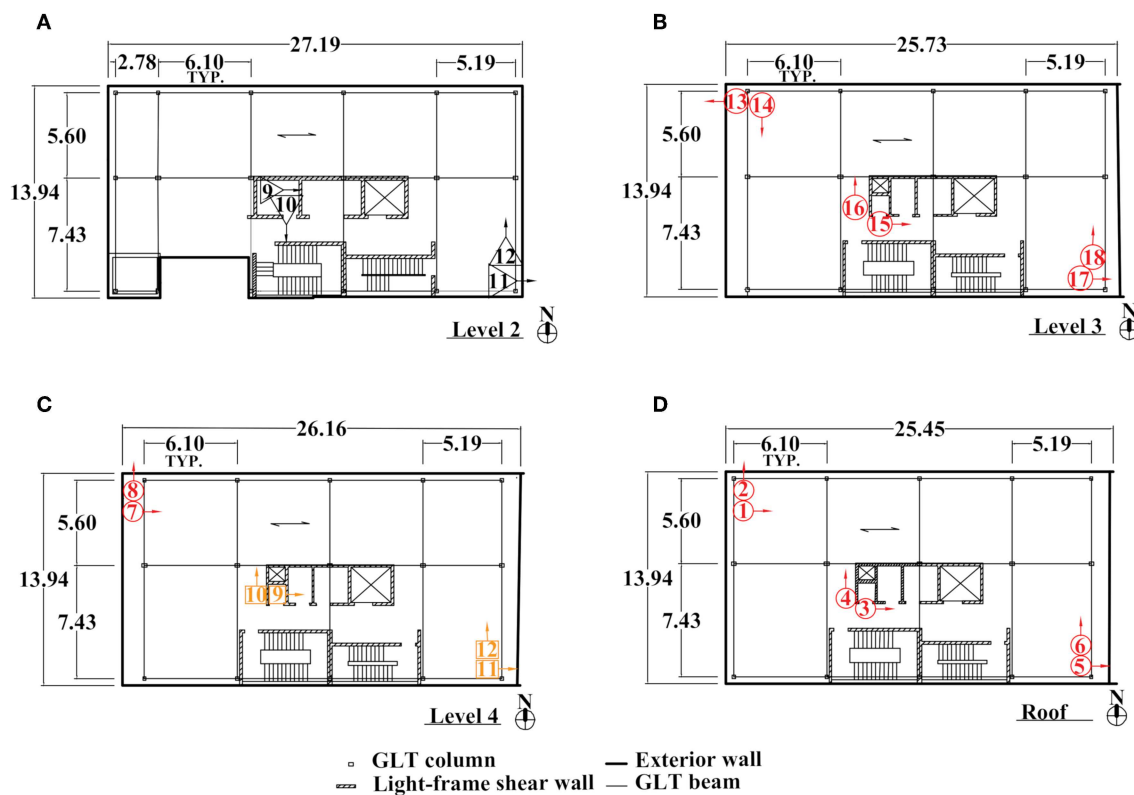 A
27.19
2.78 6.10 5.19
TYP.
5.60
13.94
7.43
9
10
12
11
Level 2
N
B
25.73
6.10 5.19
TYP.
13 14
5.60
13.94
7.43
16
15
18
17
Level 3
N
C
26.16
6.10 5.19
TYP.
8
7
5.60
13.94
7.43
10 9
12
11
Level 4
N
D
25.45
6.10 5.19
TYP.
2
1
5.60
13.94
7.43
4
3
6
5
Roof
N
GLT column Exterior wall
Light-frame shear wall GLT beam